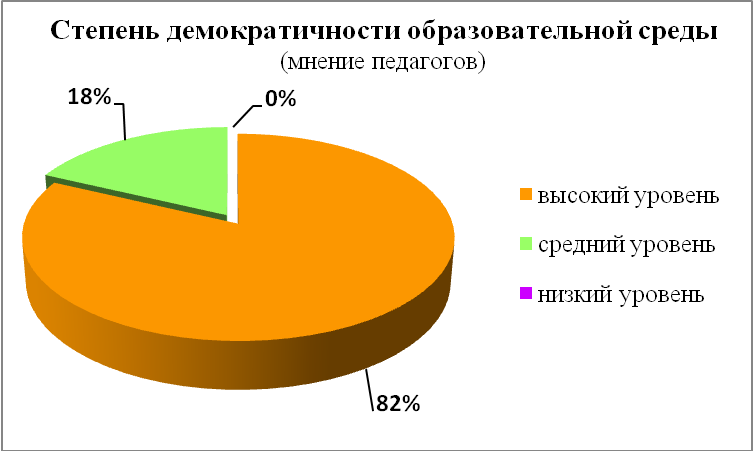 Степень демократичности образовательной среды
(мнение педагогов)
18%
0%
высокий уровень
средний уровень
низкий уровень
82%